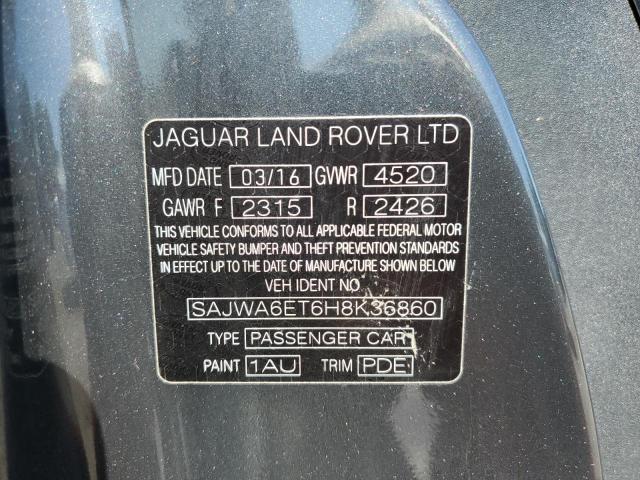 JAGUAR LAND ROVER LTD
MFD DATE 03/16 GVWR 4520
GAWR F 2315 R 2426
THIS VEHICLE CONFORMS TO ALL APPLICABLE FEDERAL MOTOR
VEHICLE SAFETY BUMPER AND THEFT PREVENTION STANDARDS
IN EFFECT UP TO THE DATE OF MANUFACTURE SHOWN BELOW
VEH IDENT NO
SAJWA6ET6H8K36860
TYPE PASSENGER CAR
PAINT 1AU TRIM PDE